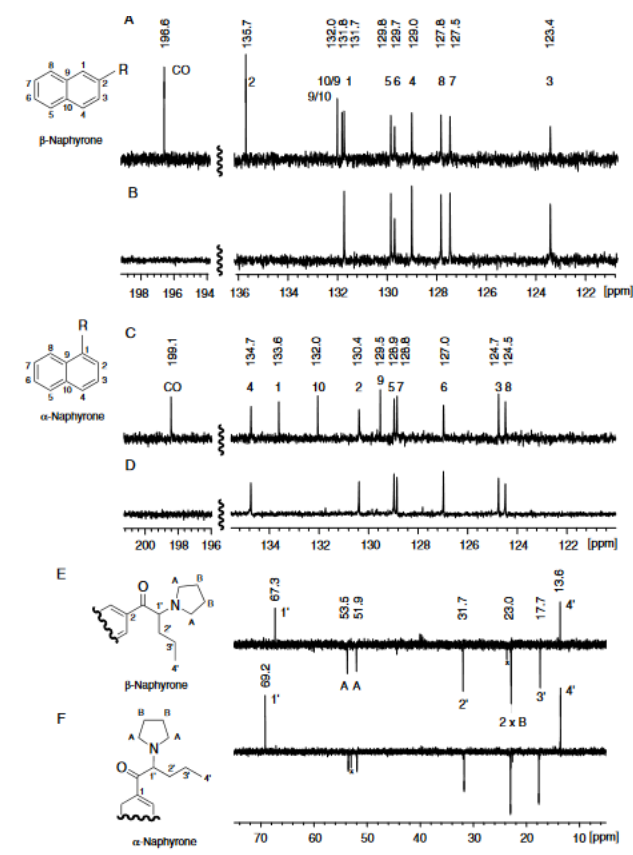 A
196.6
135.7
132.0
131.8
131.7
129.8
129.7
129.0
127.8
127.5
123.4
R
8 1
7 9 2
6 10 3
5 4
β-Naphyrone
CO
2
10/9 1
9/10
5 6 4 8 7 3
B
198 196 194 136 134 132 130 128 126 124 122 [ppm]
C
199.1
134.7
133.6
132.0
130.4
129.5
128.9
128.8
127.0
124.7
124.5
R
8 1
7 9 2
6 10 3
5 4
α-Naphyrone
CO
4 1 10 2 9 5 7 6 3 8
D
200 198 196 134 132 130 128 126 124 122 [ppm]
E
67.3
53.5
51.9
31.7
23.0
17.7
13.6
O
A B
2 1' N B
A
2'
3'
4'
β-Naphyrone
1' 4'
x
A A
2' 3'
2 x B
F
69.2
1' 4'
B B
A A
N
O 1' 2' 3' 4'
1
α-Naphyrone
x
70 60 50 40 30 20 10 [ppm]